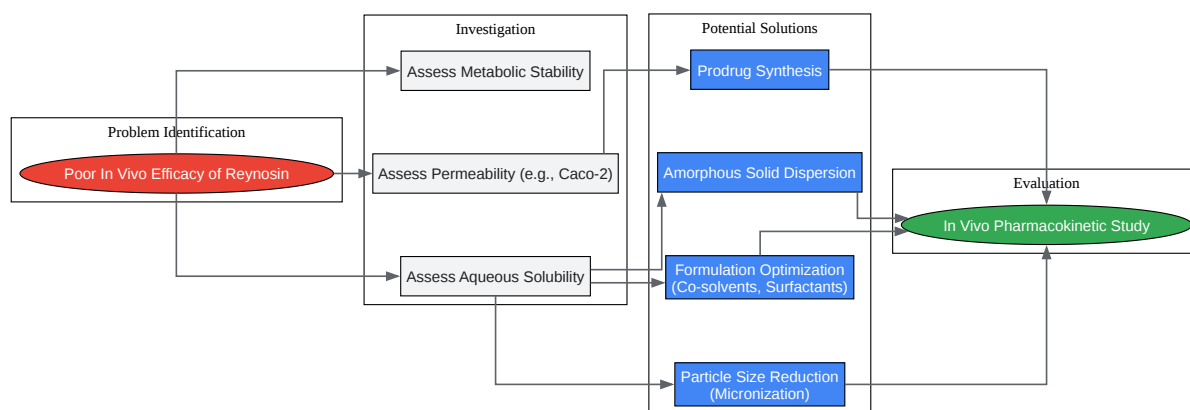 Problem Identification
Poor In Vivo Efficacy of Reynosin
Investigation
Assess Metabolic Stability
Assess Permeability (e.g., Caco-2)
Assess Aqueous Solubility
Potential Solutions
Prodrug Synthesis
Amorphous Solid Dispersion
Formulation Optimization
(Co-solvents, Surfactants)
Particle Size Reduction
(Micronization)
Evaluation
In Vivo Pharmacokinetic Study